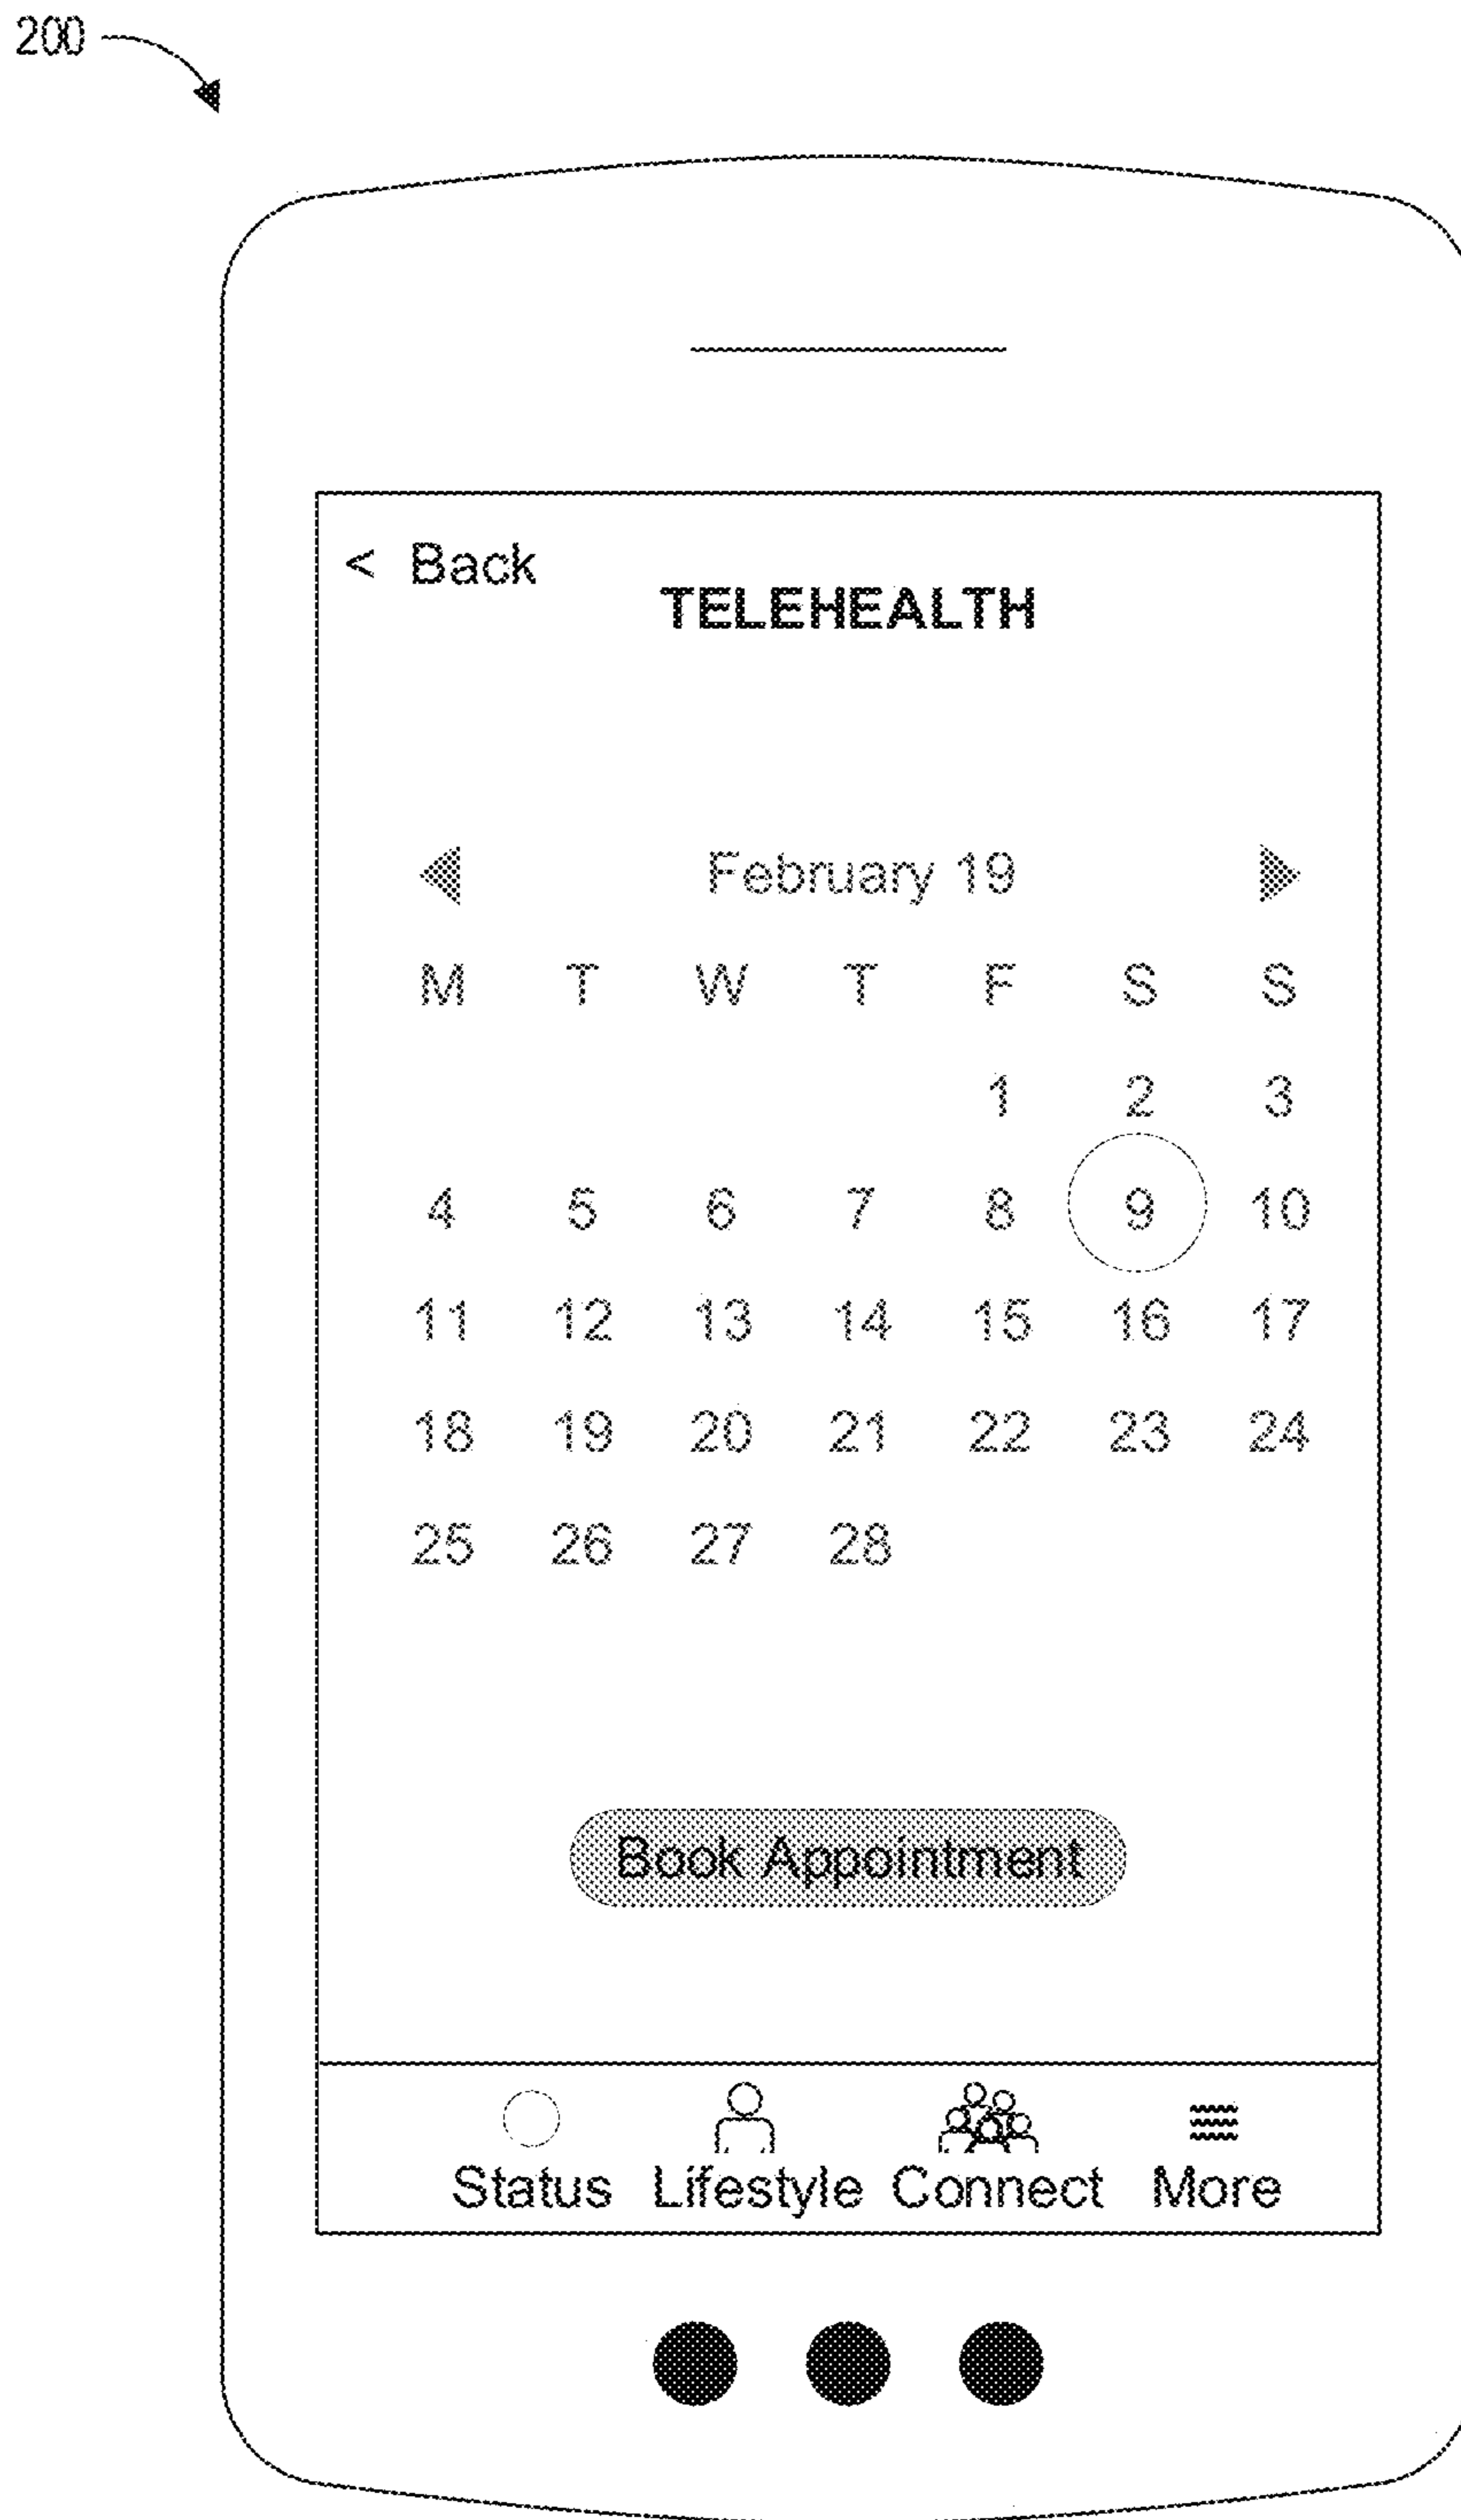 200
< Back
TELEHEALTH
February 19
M T W T F S S
1 2 3
4 5 6 7 8 9 10
11 12 13 14 15 16 17
18 19 20 21 22 23 24
25 26 27 28
Book Appointment
Status Lifestyle Connect More